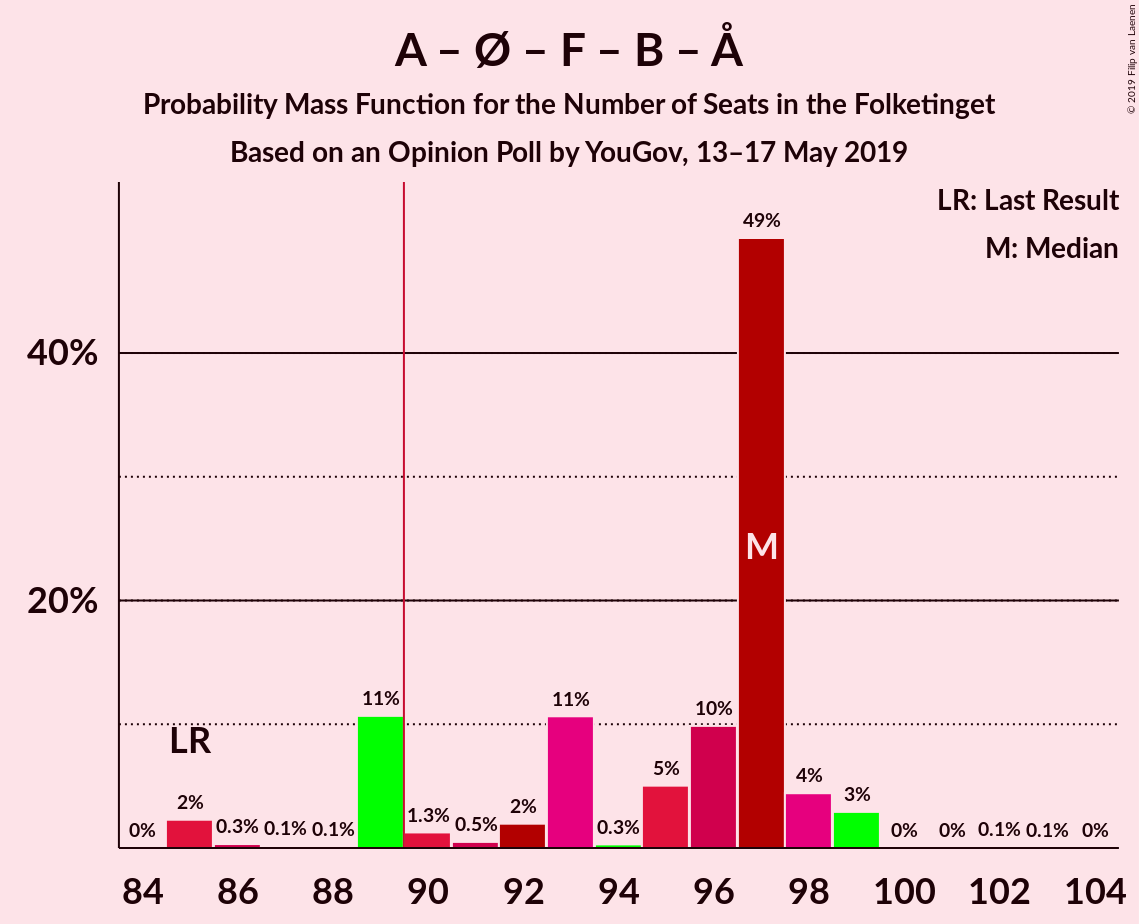 A – Ø – F – B – Å
Probability Mass Function for the Number of Seats in the Folketinget
Based on an Opinion Poll by YouGov, 13–17 May 2019
© 2019 Filip van Laenen
LR: Last Result
M: Median
40%
20%
LR
M
0%
2%
0.3%
0.1%
0.1%
11%
1.3%
0.5%
2%
11%
0.3%
5%
10%
49%
4%
3%
0%
0%
0.1%
0.1%
0%
84 86 88 90 92 94 96 98 100 102 104